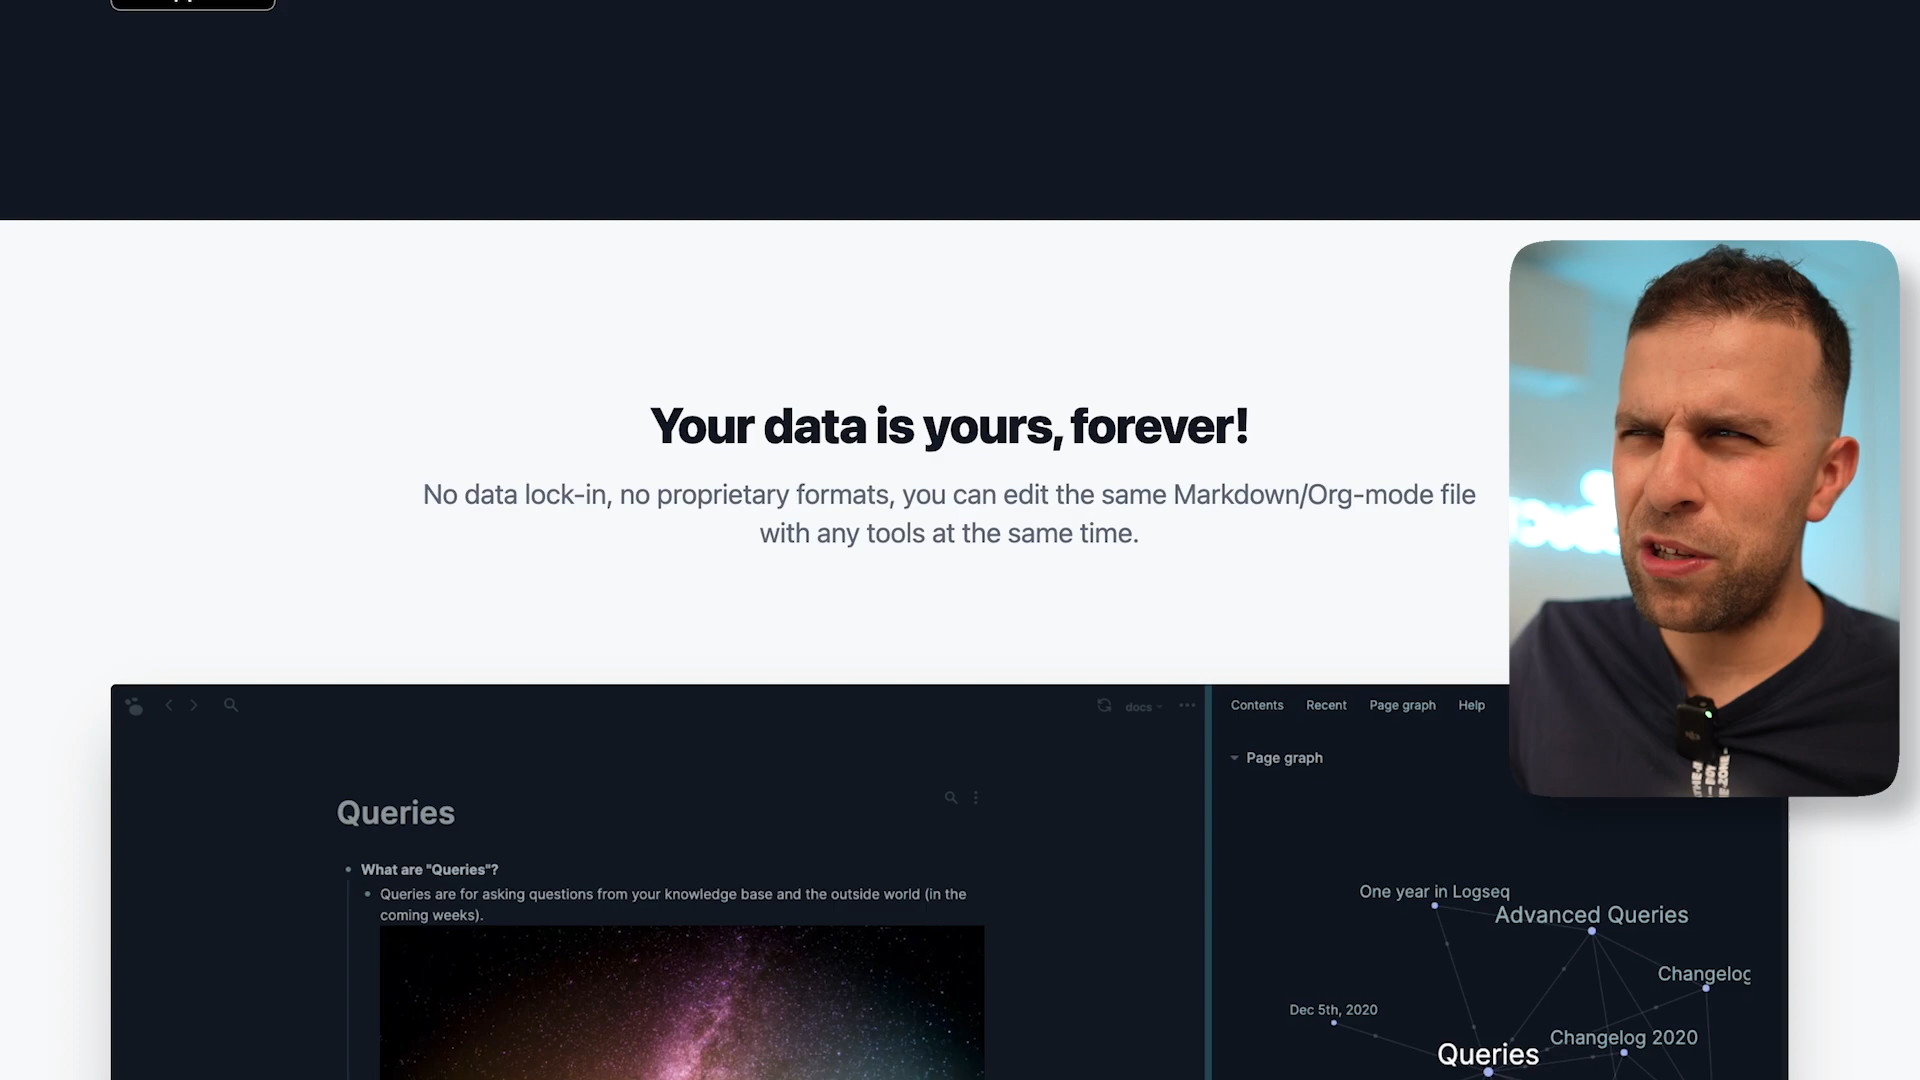 Your data is yours, forever!
No data lock-in, no proprietary formats, you can edit the same Markdown/Org-mode file
with any tools at the same time.
docs
Contents
Recent
Page graph
Help
Page graph
Queries
What are "Queries"?
Queries are for asking questions from your knowledge base and the outside world (in the
coming weeks).
One year in Logseq
Advanced Queries
Changelog
Dec 5th, 2020
Changelog 2020
Queries